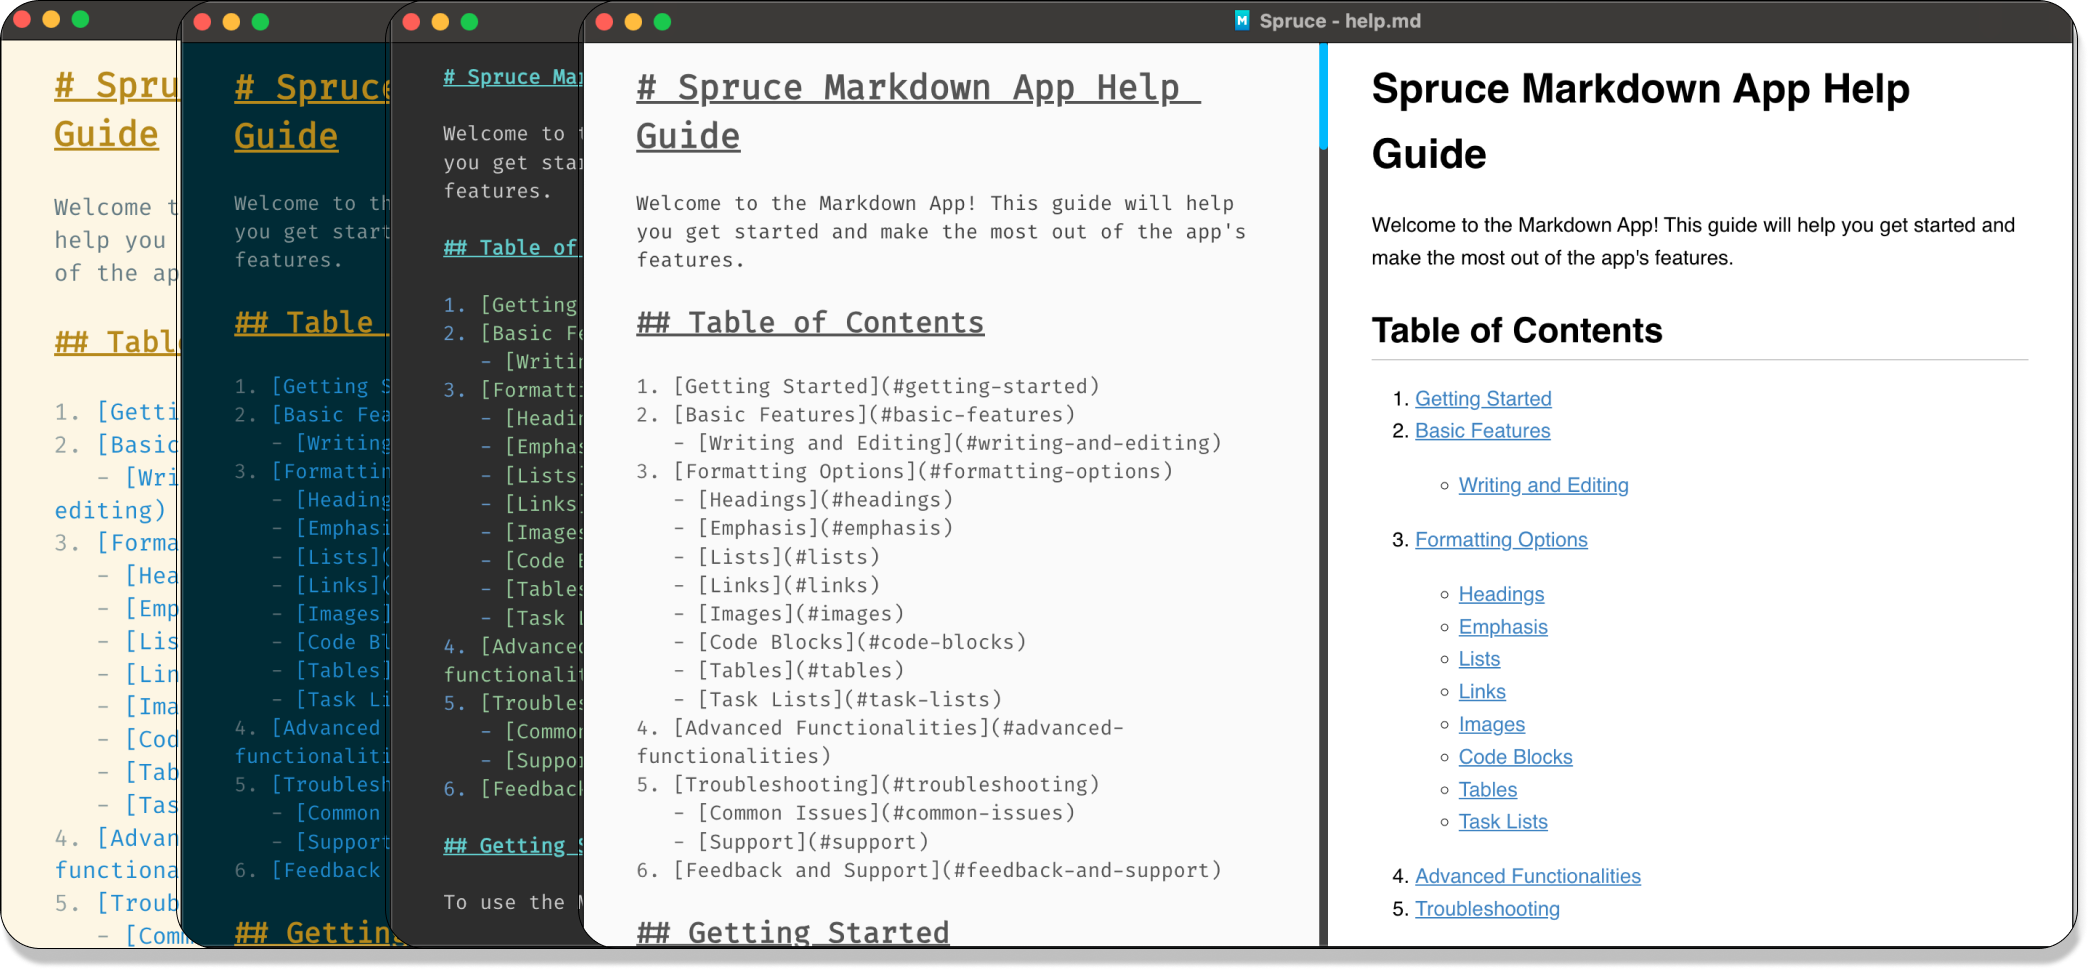 # Spru
Guide
Welcome t
help you
of the ap
## Tabl
1. [Getti
2. [Basic
- [Wri
editing)
3. [Forma
- [Hea
- [Emp
- [Lis
- [Lin
- [Ima
- [Cod
- [Tab
- [Tas
4. [Advan
functiona
5. [Troub
- [Com
# Spruce
Guide
Welcome to th
you get start
features.
## Table
1. [Getting S
2. [Basic Fea
- [Writing
3. [Formattin
- [Heading
- [Emphasi
- [Lists](
- [Links](
- [Images]
- [Code Bl
- [Tables]
- [Task Li
4. [Advanced
functionaliti
5. [Troublesh
- [Common
- [Support
6. [Feedback
## Getting
# Spruce Mar
Welcome to t
you get star
features.
## Table of
1. [Getting
2. [Basic Fe
- [Writin
3. [Formatti
- [Headin
- [Emphas
- [Lists]
- [Links]
- [Images
- [Code B
- [Tables
- [Task L
4. [Advanced
functionalit
5. [Troubles
- [Common
- [Suppor
6. [Feedback
## Getting S
To use the M
Spruce - help.md
# Spruce Markdown App Help
Guide
Welcome to the Markdown App! This guide will help
you get started and make the most out of the app's
features.
## Table of Contents
1. [Getting Started](#getting-started)
2. [Basic Features](#basic-features)
- [Writing and Editing](#writing-and-editing)
3. [Formatting Options](#formatting-options)
- [Headings](#headings)
- [Emphasis](#emphasis)
- [Lists](#lists)
- [Links](#links)
- [Images](#images)
- [Code Blocks](#code-blocks)
- [Tables](#tables)
- [Task Lists](#task-lists)
4. [Advanced Functionalities](#advanced-
functionalities)
5. [Troubleshooting](#troubleshooting)
- [Common Issues](#common-issues)
- [Support](#support)
6. [Feedback and Support](#feedback-and-support)
## Getting Started
Spruce Markdown App Help
Guide
Welcome to the Markdown App! This guide will help you get started and
make the most out of the app's features.
Table of Contents
1. Getting Started
2. Basic Features
◦ Writing and Editing
3. Formatting Options
◦ Headings
◦ Emphasis
◦ Lists
◦ Links
◦ Images
◦ Code Blocks
◦ Tables
◦ Task Lists
4. Advanced Functionalities
5. Troubleshooting